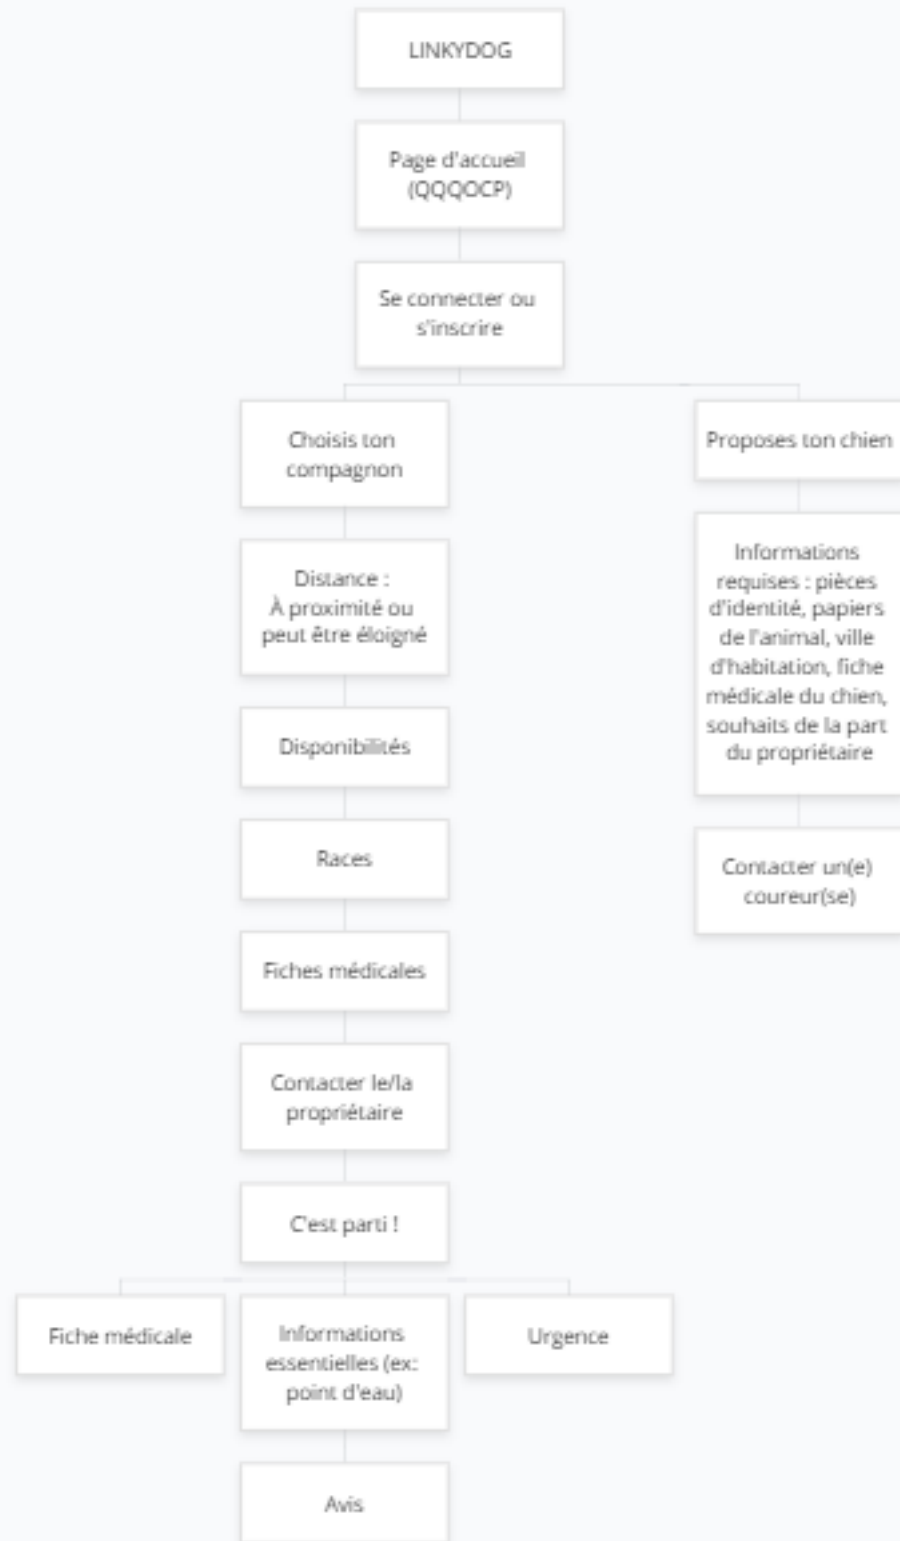 LINKYDOG
Page d'accueil
(QQQOCP)
Se connecter ou
s'inscrire
Choisis ton
compagnon
Distance :
À proximité ou
peut être éloigné
Disponibilités
Races
Fiches médicales
Contacter le/la
propriétaire
C'est parti !
Fiche médicale
Informations
essentielles (ex:
point d'eau)
Urgence
Avis
Proposes ton chien
Informations
requises : pièces
d'identité, papiers
de l'animal, ville
d'habitation, fiche
médicale du chien,
souhaits de la part
du propriétaire
Contacter un(e)
coureur(se)